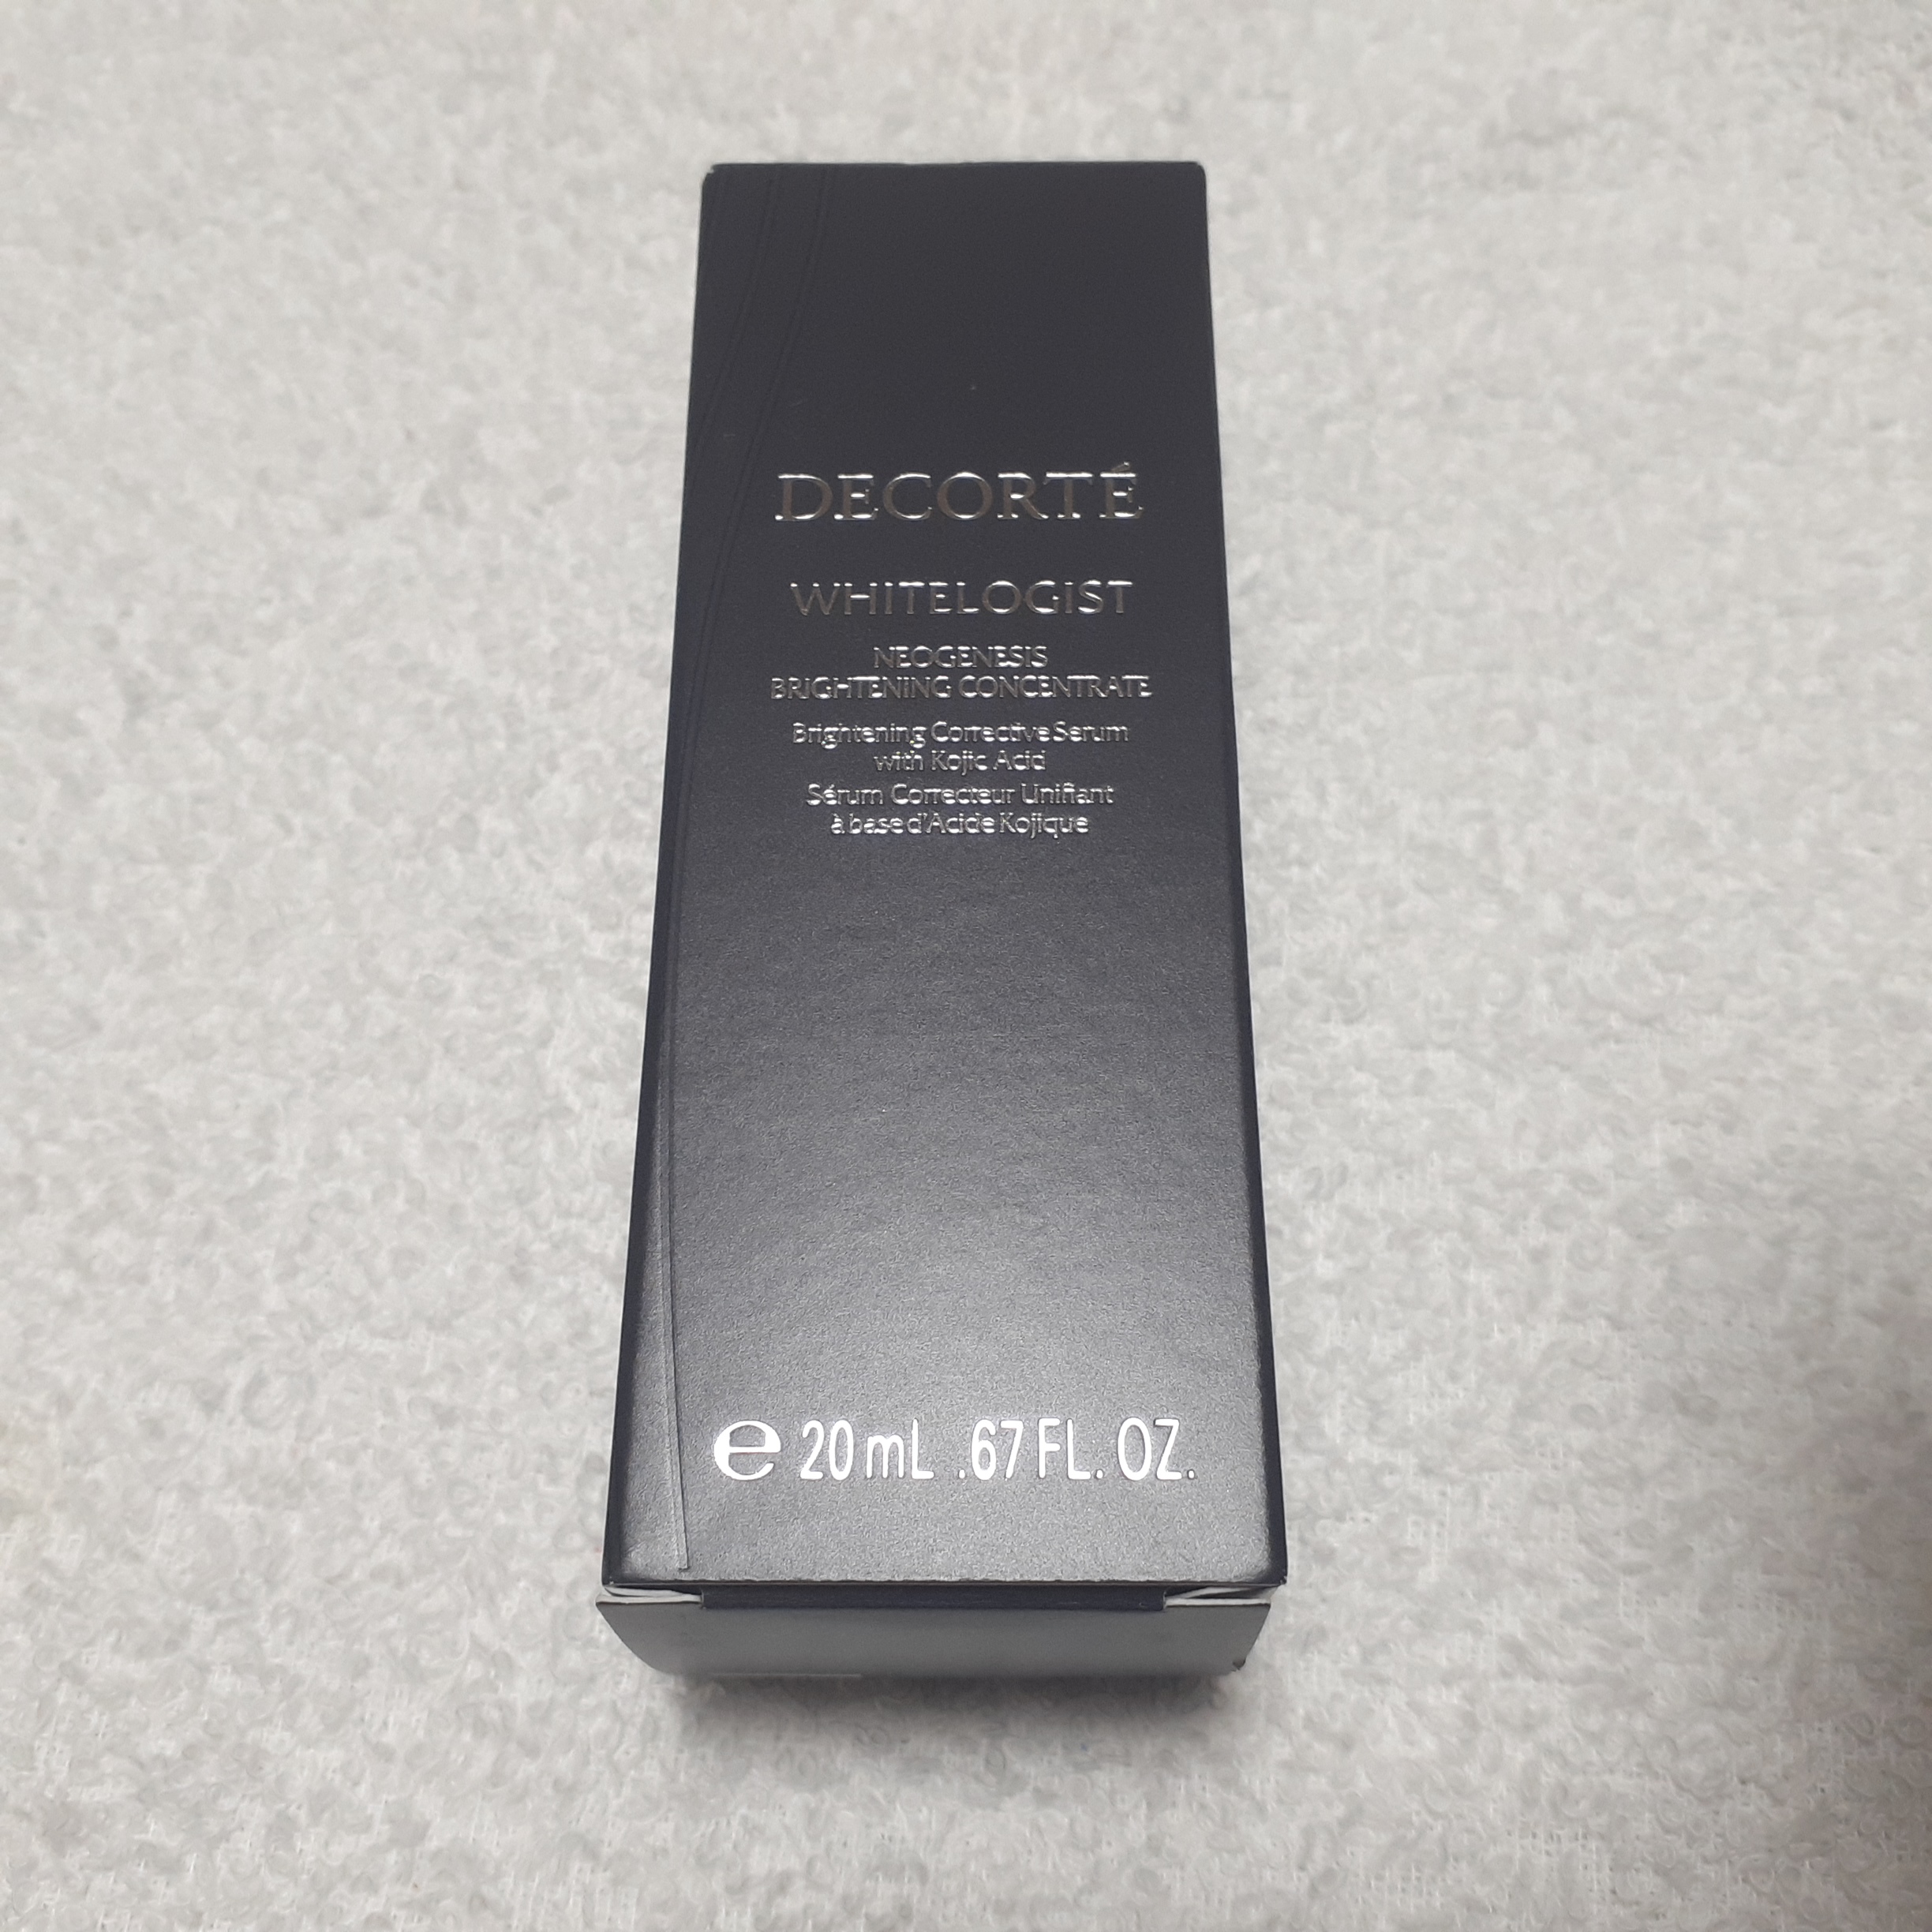 DECORTÉ
WHITELOGIST
NEOGENESIS
BRIGHTENING CONCENTRATE
Brightening Corrective Serum
with Kojic Acid
Sérum Correcteur Unifiant
à base d'Acide Kojique
e 20 mL .67 FL. OZ.